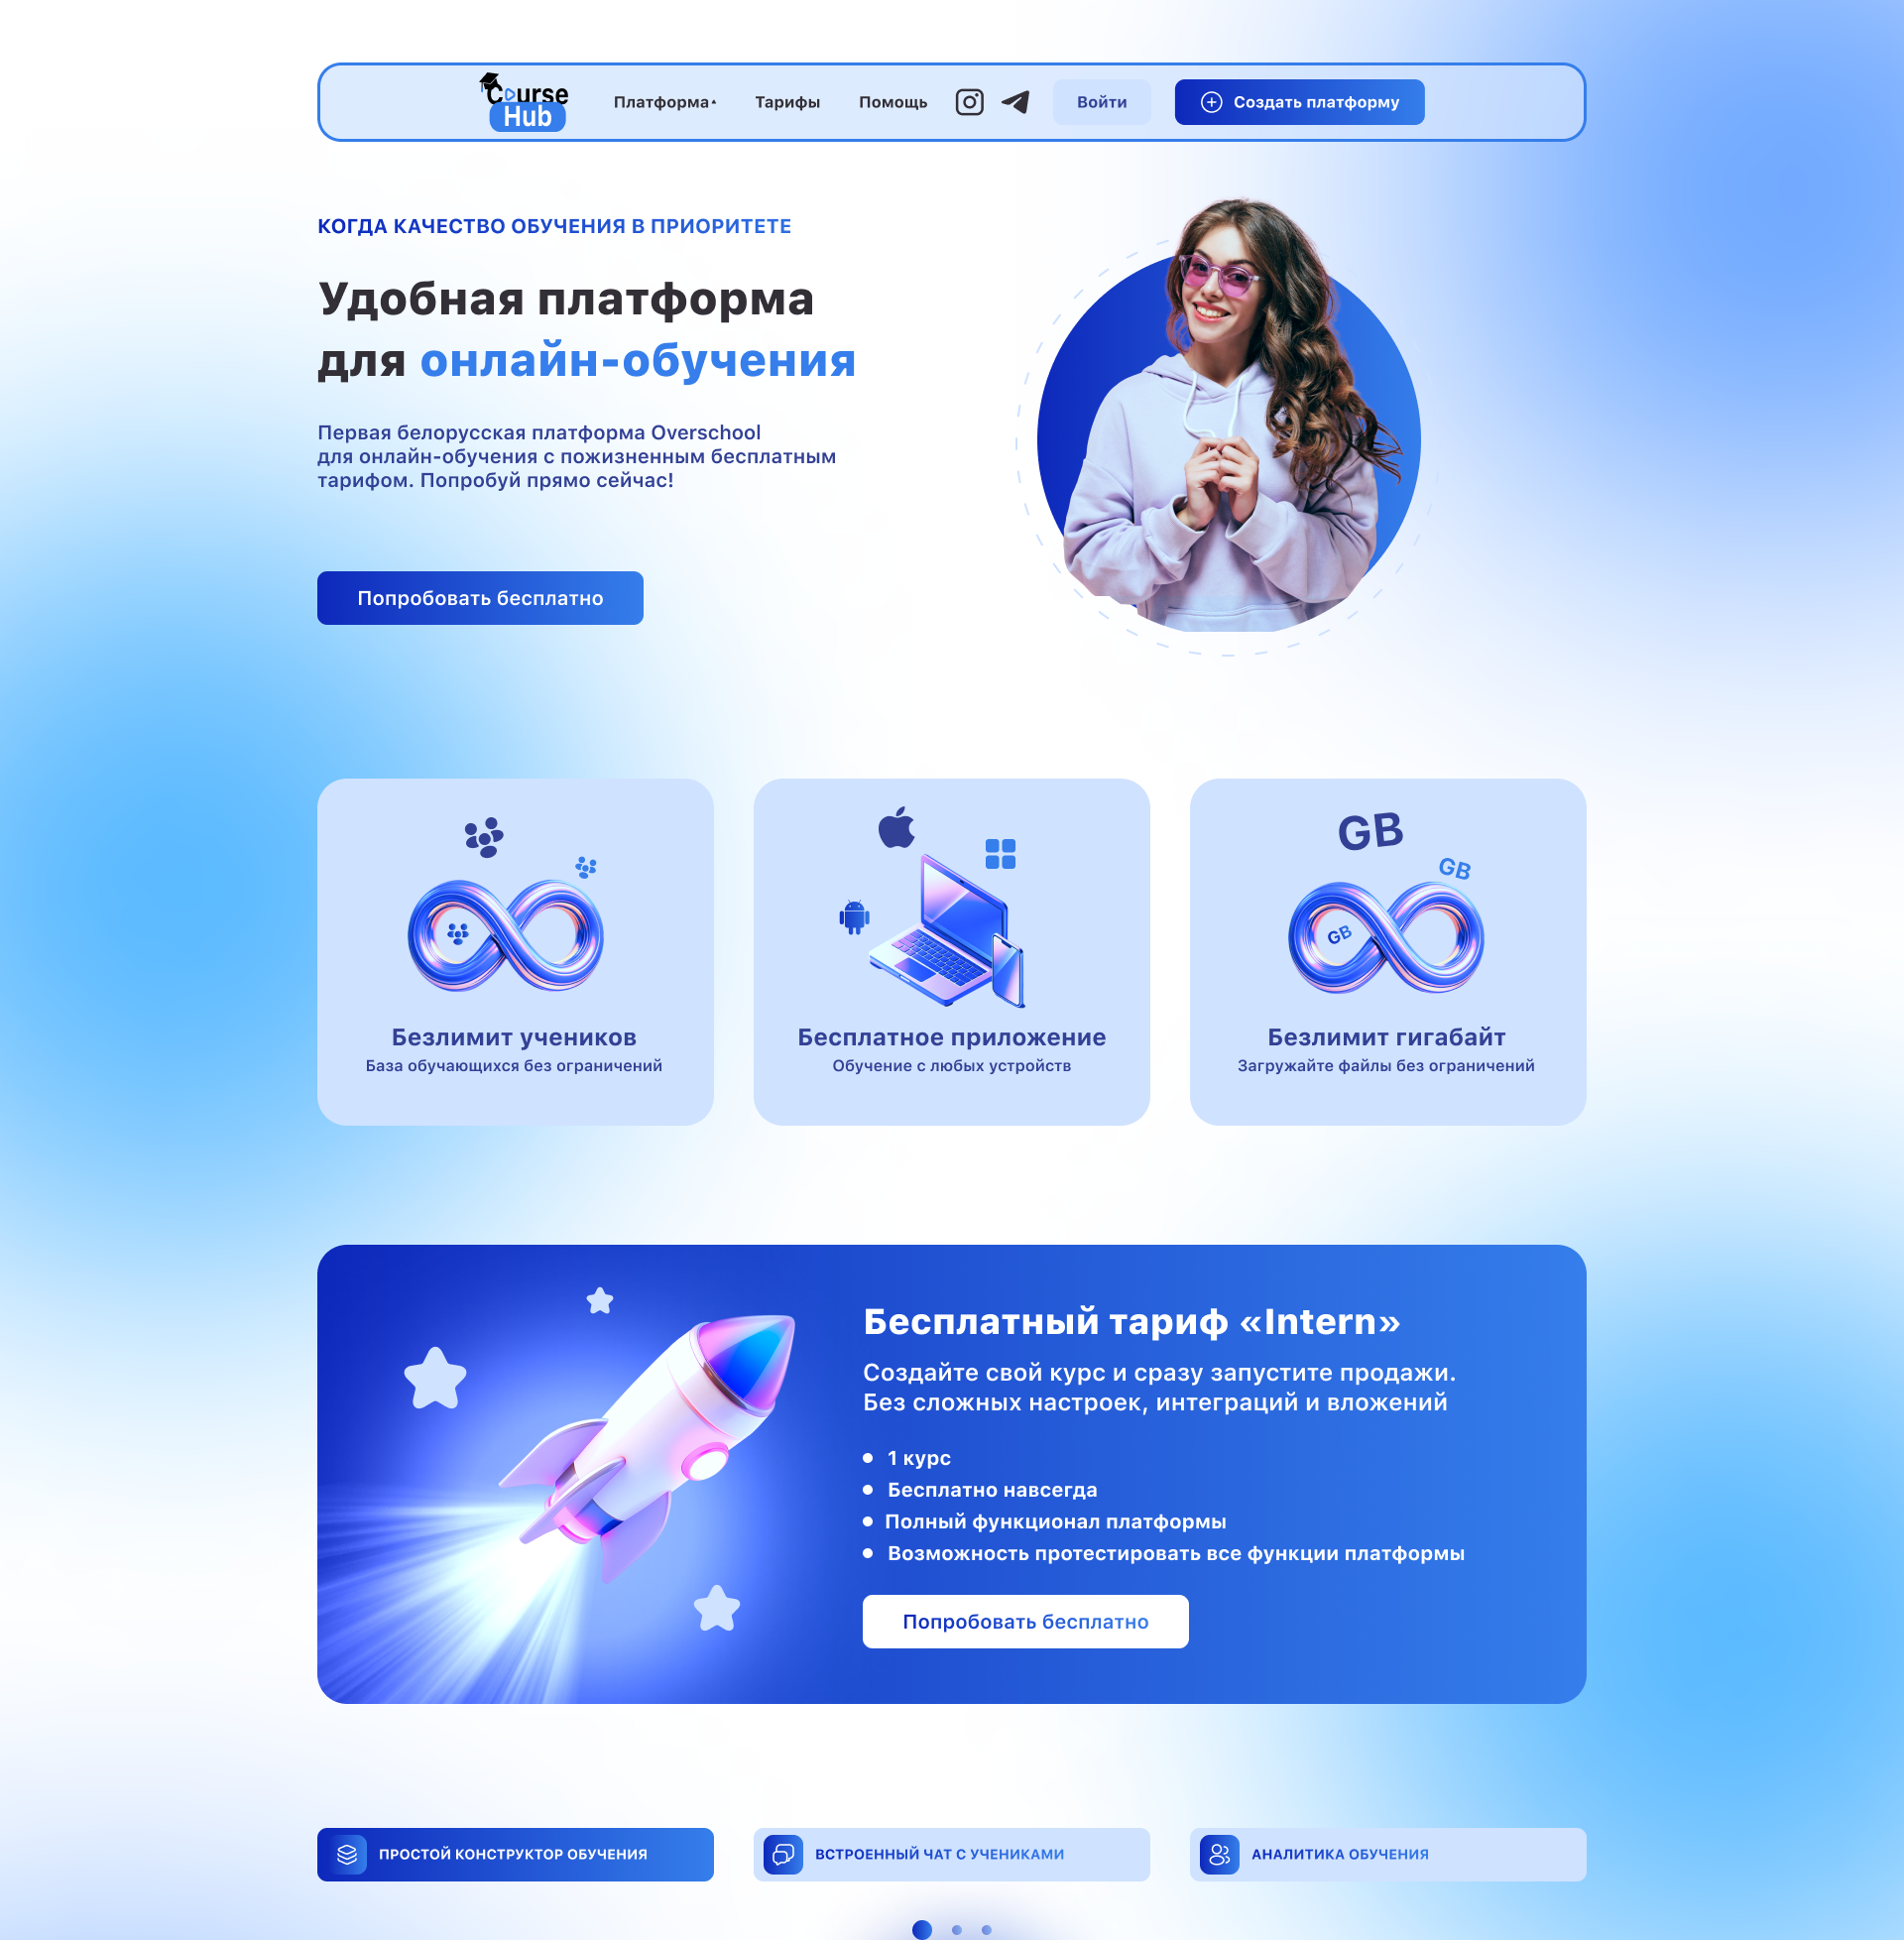 Course
Hub
Платформа
Тарифы
Помощь
Войти
Создать платформу
КОГДА КАЧЕСТВО ОБУЧЕНИЯ В ПРИОРИТЕТЕ
Удобная платформа
для онлайн-обучения
Первая белорусская платформа Overschool
для онлайн-обучения с пожизненным бесплатным
тарифом. Попробуй прямо сейчас!
Попробовать бесплатно
GB
GB
GB
Безлимит учеников
База обучающихся без ограничений
Бесплатное приложение
Обучение с любых устройств
Безлимит гигабайт
Загружайте файлы без ограничений
Бесплатный тариф «Intern»
Создайте свой курс и сразу запустите продажи.
Без сложных настроек, интеграций и вложений
1 курс
Бесплатно навсегда
Полный функционал платформы
Возможность протестировать все функции платформы
Попробовать бесплатно
ПРОСТОЙ КОНСТРУКТОР ОБУЧЕНИЯ
ВСТРОЕННЫЙ ЧАТ С УЧЕНИКАМИ
АНАЛИТИКА ОБУЧЕНИЯ